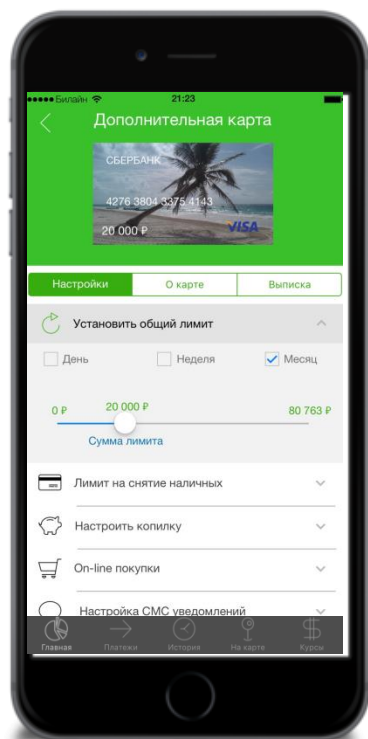 Билайн 21:23
Дополнительная карта
СБЕРБАНК
4276 3804 3375 4143
20 000 ₽
VISA
Настройки О карте Выписка
Установить общий лимит
День Неделя Месяц
0 ₽ 20 000 ₽ 80 763 ₽
Сумма лимита
Лимит на снятие наличных
Настроить копилку
On-line покупки
Настройка СМС уведомлений
Главная Платежи История На карте Курсы